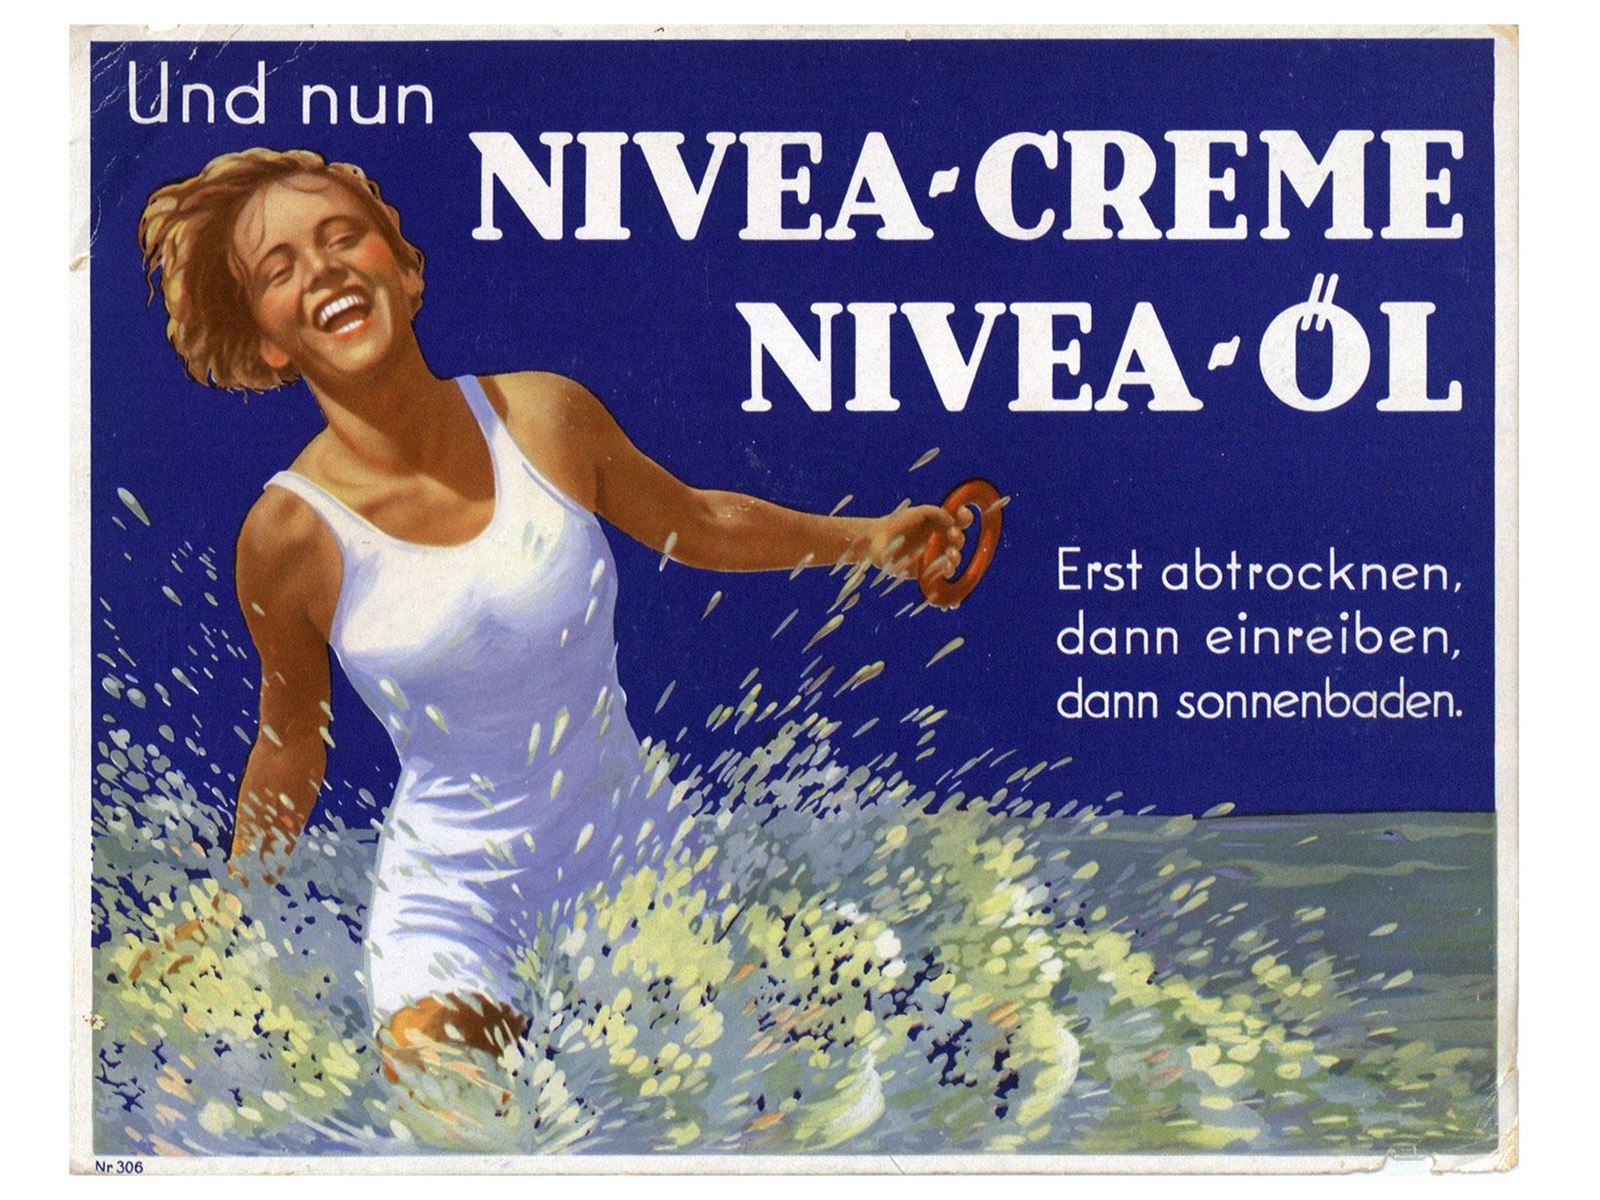 Und nun
NIVEA-CREME
NIVEA-ÖL
Erst abtrocknen,
dann einreiben,
dann sonnenbaden.
Nr 306